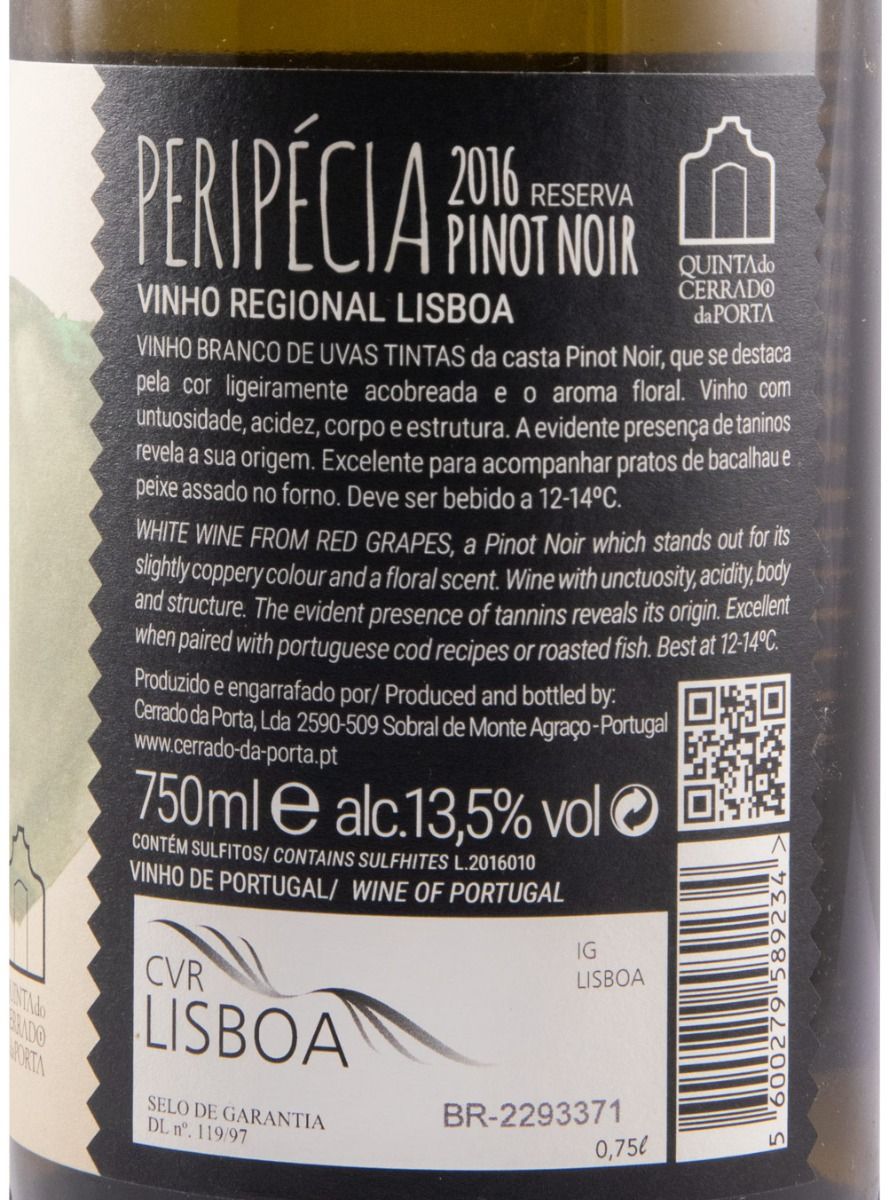 PERIPÉCIA 2016 RESERVA
PINOT NOIR
QUINTA do
CERRADO
da PORTA
VINHO REGIONAL LISBOA
VINHO BRANCO DE UVAS TINTAS da casta Pinot Noir, que se destaca
pela cor ligeiramente acobreada e o aroma floral. Vinho com
untuosidade, acidez, corpo e estrutura. A evidente presença de taninos
revela a sua origem. Excelente para acompanhar pratos de bacalhau e
peixe assado no forno. Deve ser bebido a 12-14ºC.
WHITE WINE FROM RED GRAPES, a Pinot Noir which stands out for its
slightly coppery colour and a floral scent. Wine with unctuosity, acidity, body
and structure. The evident presence of tannins reveals its origin. Excellent
when paired with portuguese cod recipes or roasted fish. Best at 12-14ºC.
Produzido e engarrafado por/ Produced and bottled by:
Cerrado da Porta, Lda 2590-509 Sobral de Monte Agraço - Portugal
www.cerrado-da-porta.pt
750ml e alc.13,5% vol
CONTÉM SULFITOS/ CONTAINS SULFHITES L.2016010
VINHO DE PORTUGAL/ WINE OF PORTUGAL
CVR
LISBOA
IG
LISBOA
SELO DE GARANTIA
DL nº. 119/97
BR-2293371
0,75ℓ
5 600279 589234 >